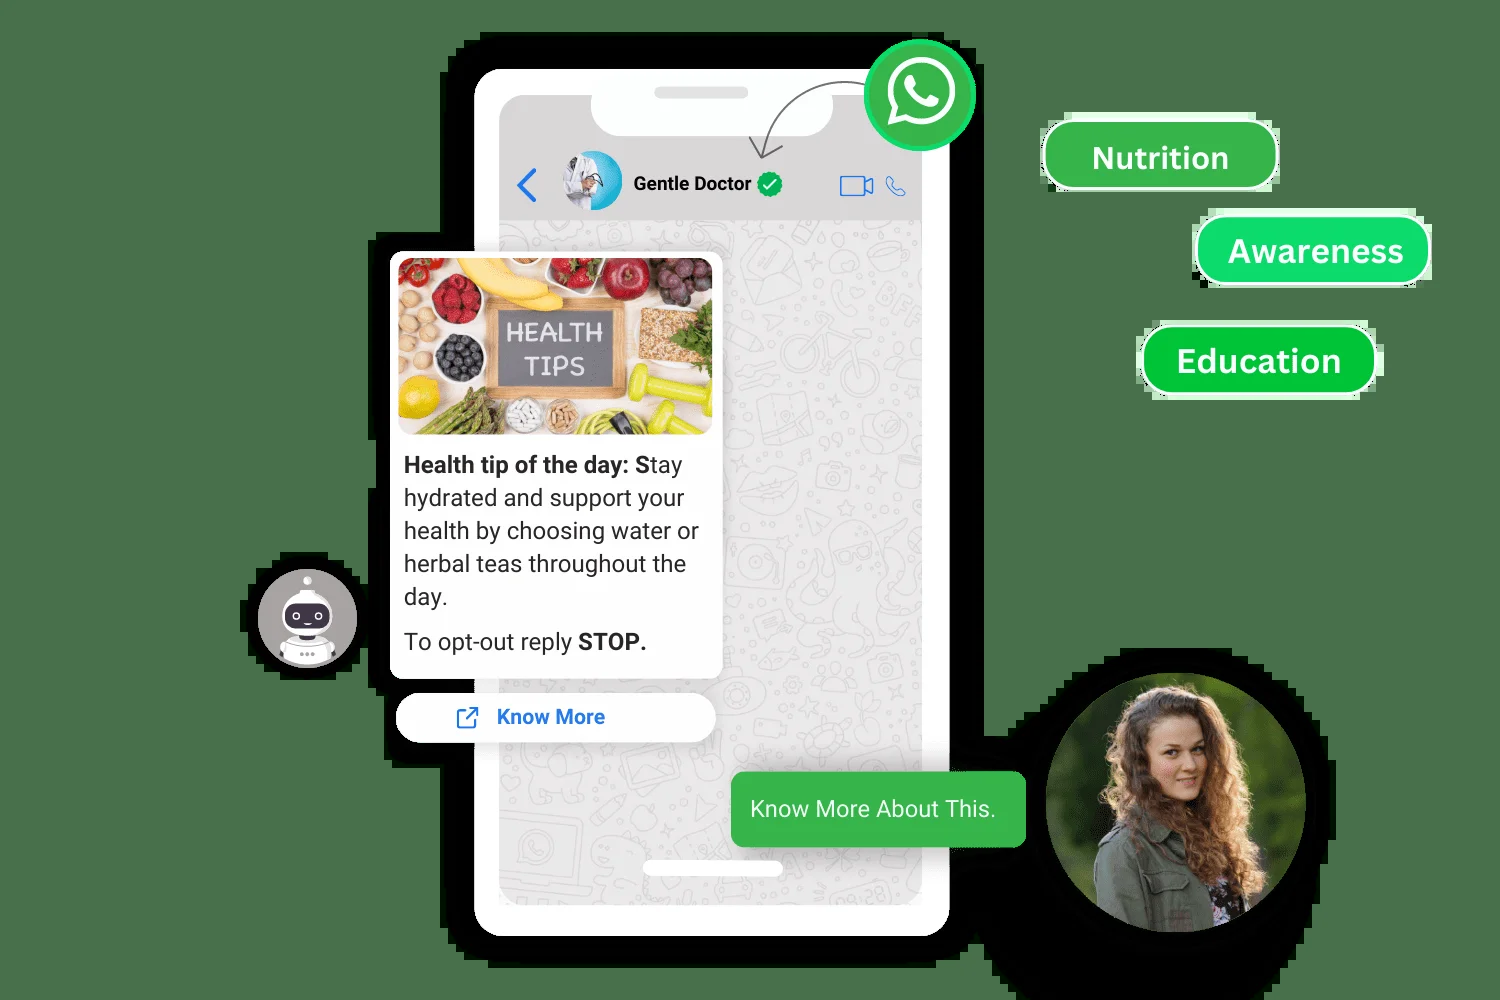 Gentle Doctor
HEALTH
TIPS
Health tip of the day: Stay
hydrated and support your
health by choosing water or
herbal teas throughout the
day.
To opt-out reply STOP.
Know More
Know More About This.
Nutrition
Awareness
Education